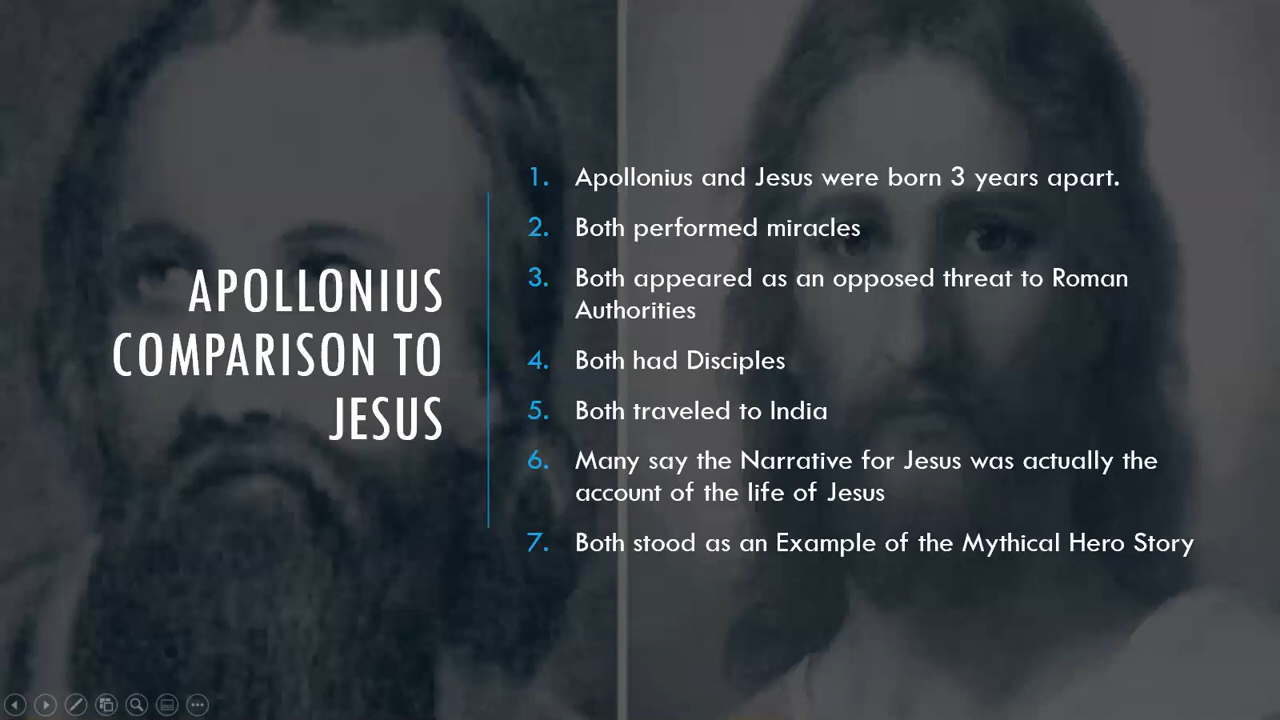 APOLLONIUS
COMPARISON TO
JESUS
1. Apollonius and Jesus were born 3 years apart.
2. Both performed miracles
3. Both appeared as an opposed threat to Roman
Authorities
4. Both had Disciples
5. Both traveled to India
6. Many say the Narrative for Jesus was actually the
account of the life of Jesus
7. Both stood as an Example of the Mythical Hero Story